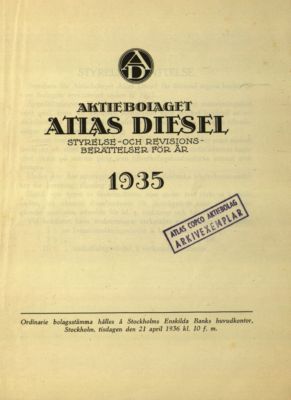 AD
AKTIEBOLAGET
ATLAS DIESEL
STYRELSE-OCH REVISIONS-
BERÄTTELSER FÖR ÅR
1935
ATLAS COPCO AKTIEBOLAG
ARKIVEXEMPLAR
Ordinarie bolagsstämma hålles å Stockholms Enskilda Banks huvudkontor,
Stockholm, tisdagen den 21 april 1936 kl. 10 f. m.